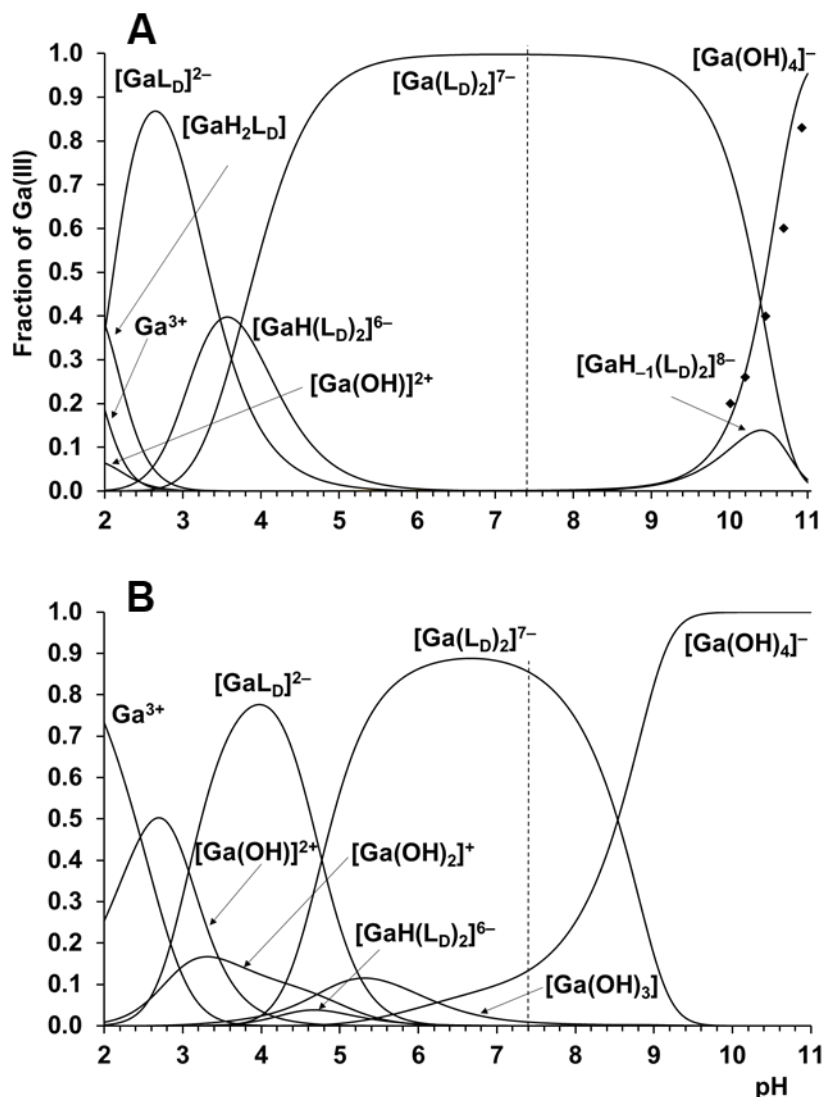 A
1.0
0.9
0.8
0.7
0.6
0.5
0.4
0.3
0.2
0.1
0.0
Fraction of Ga(III)
[GaL_D]²⁻
[GaH₂L_D]
Ga³⁺
[GaH(L_D)₂]⁶⁻
[Ga(OH)]²⁺
[Ga(L_D)₂]⁷⁻
[Ga(OH)₄]⁻
[GaH₋₁(L_D)₂]⁸⁻
2 3 4 5 6 7 8 9 10 11
B
1.0
0.9
0.8
0.7
0.6
0.5
0.4
0.3
0.2
0.1
0.0
Ga³⁺
[GaL_D]²⁻
[Ga(L_D)₂]⁷⁻
[Ga(OH)₄]⁻
[Ga(OH)]²⁺
[Ga(OH)₂]⁺
[GaH(L_D)₂]⁶⁻
[Ga(OH)₃]
2 3 4 5 6 7 8 9 10 11
pH